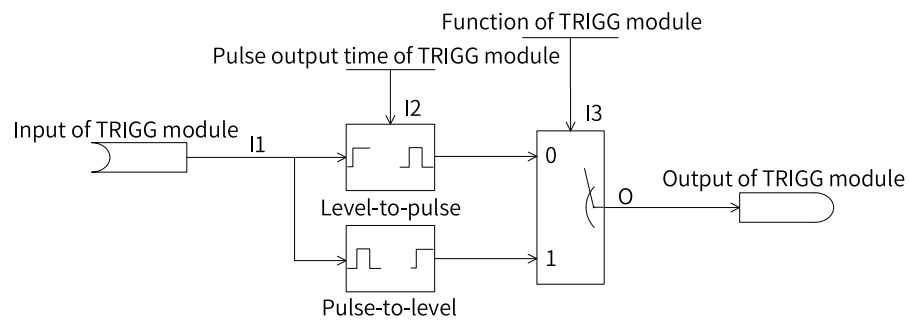 Function of TRIGG module
Pulse output time of TRIGG module
I2
I3
Input of TRIGG module
I1
0
Output of TRIGG module
O
Level-to-pulse
1
Pulse-to-level